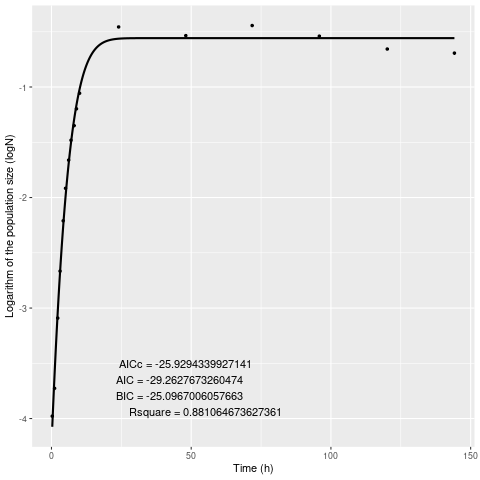 Logarithm of the population size (logN)
-1
-2
-3
-4
AICc = -25.9294339927141
AIC = -29.2627673260474
BIC = -25.0967006057663
Rsquare = 0.881064673627361
0
50
100
150
Time (h)